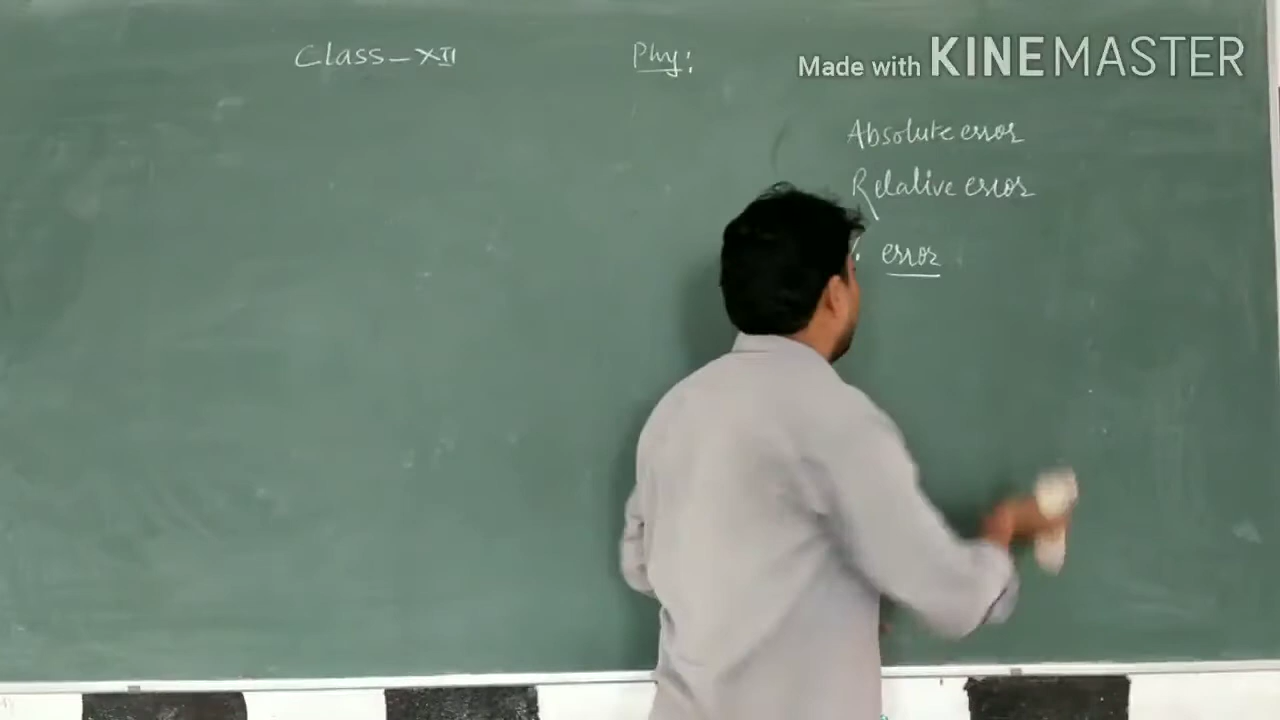 Class-XII
Phy:
Made with KINEMASTER
Absolute error
Relative error
% error